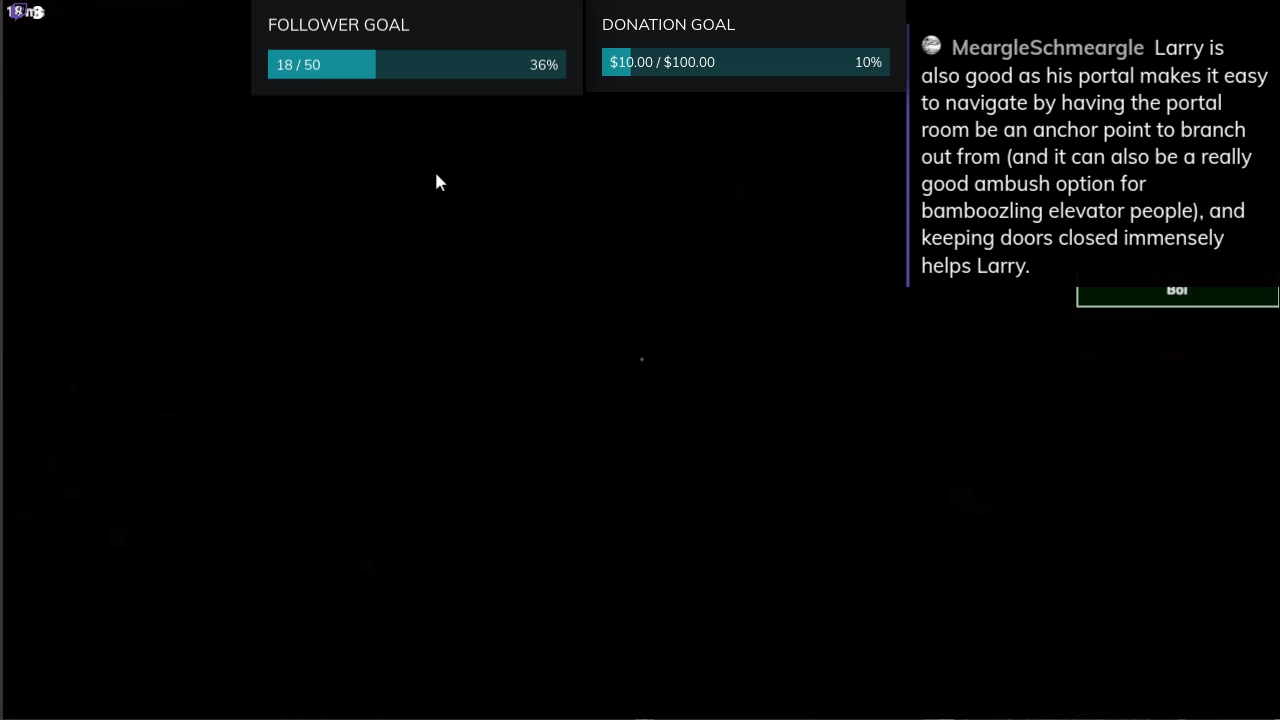 FOLLOWER GOAL
18 / 50 36%
DONATION GOAL
$10.00 / $100.00 10%
MeargleSchmeargle Larry is
also good as his portal makes it easy
to navigate by having the portal
room be an anchor point to branch
out from (and it can also be a really
good ambush option for
bamboozling elevator people), and
keeping doors closed immensely
helps Larry.
Boi